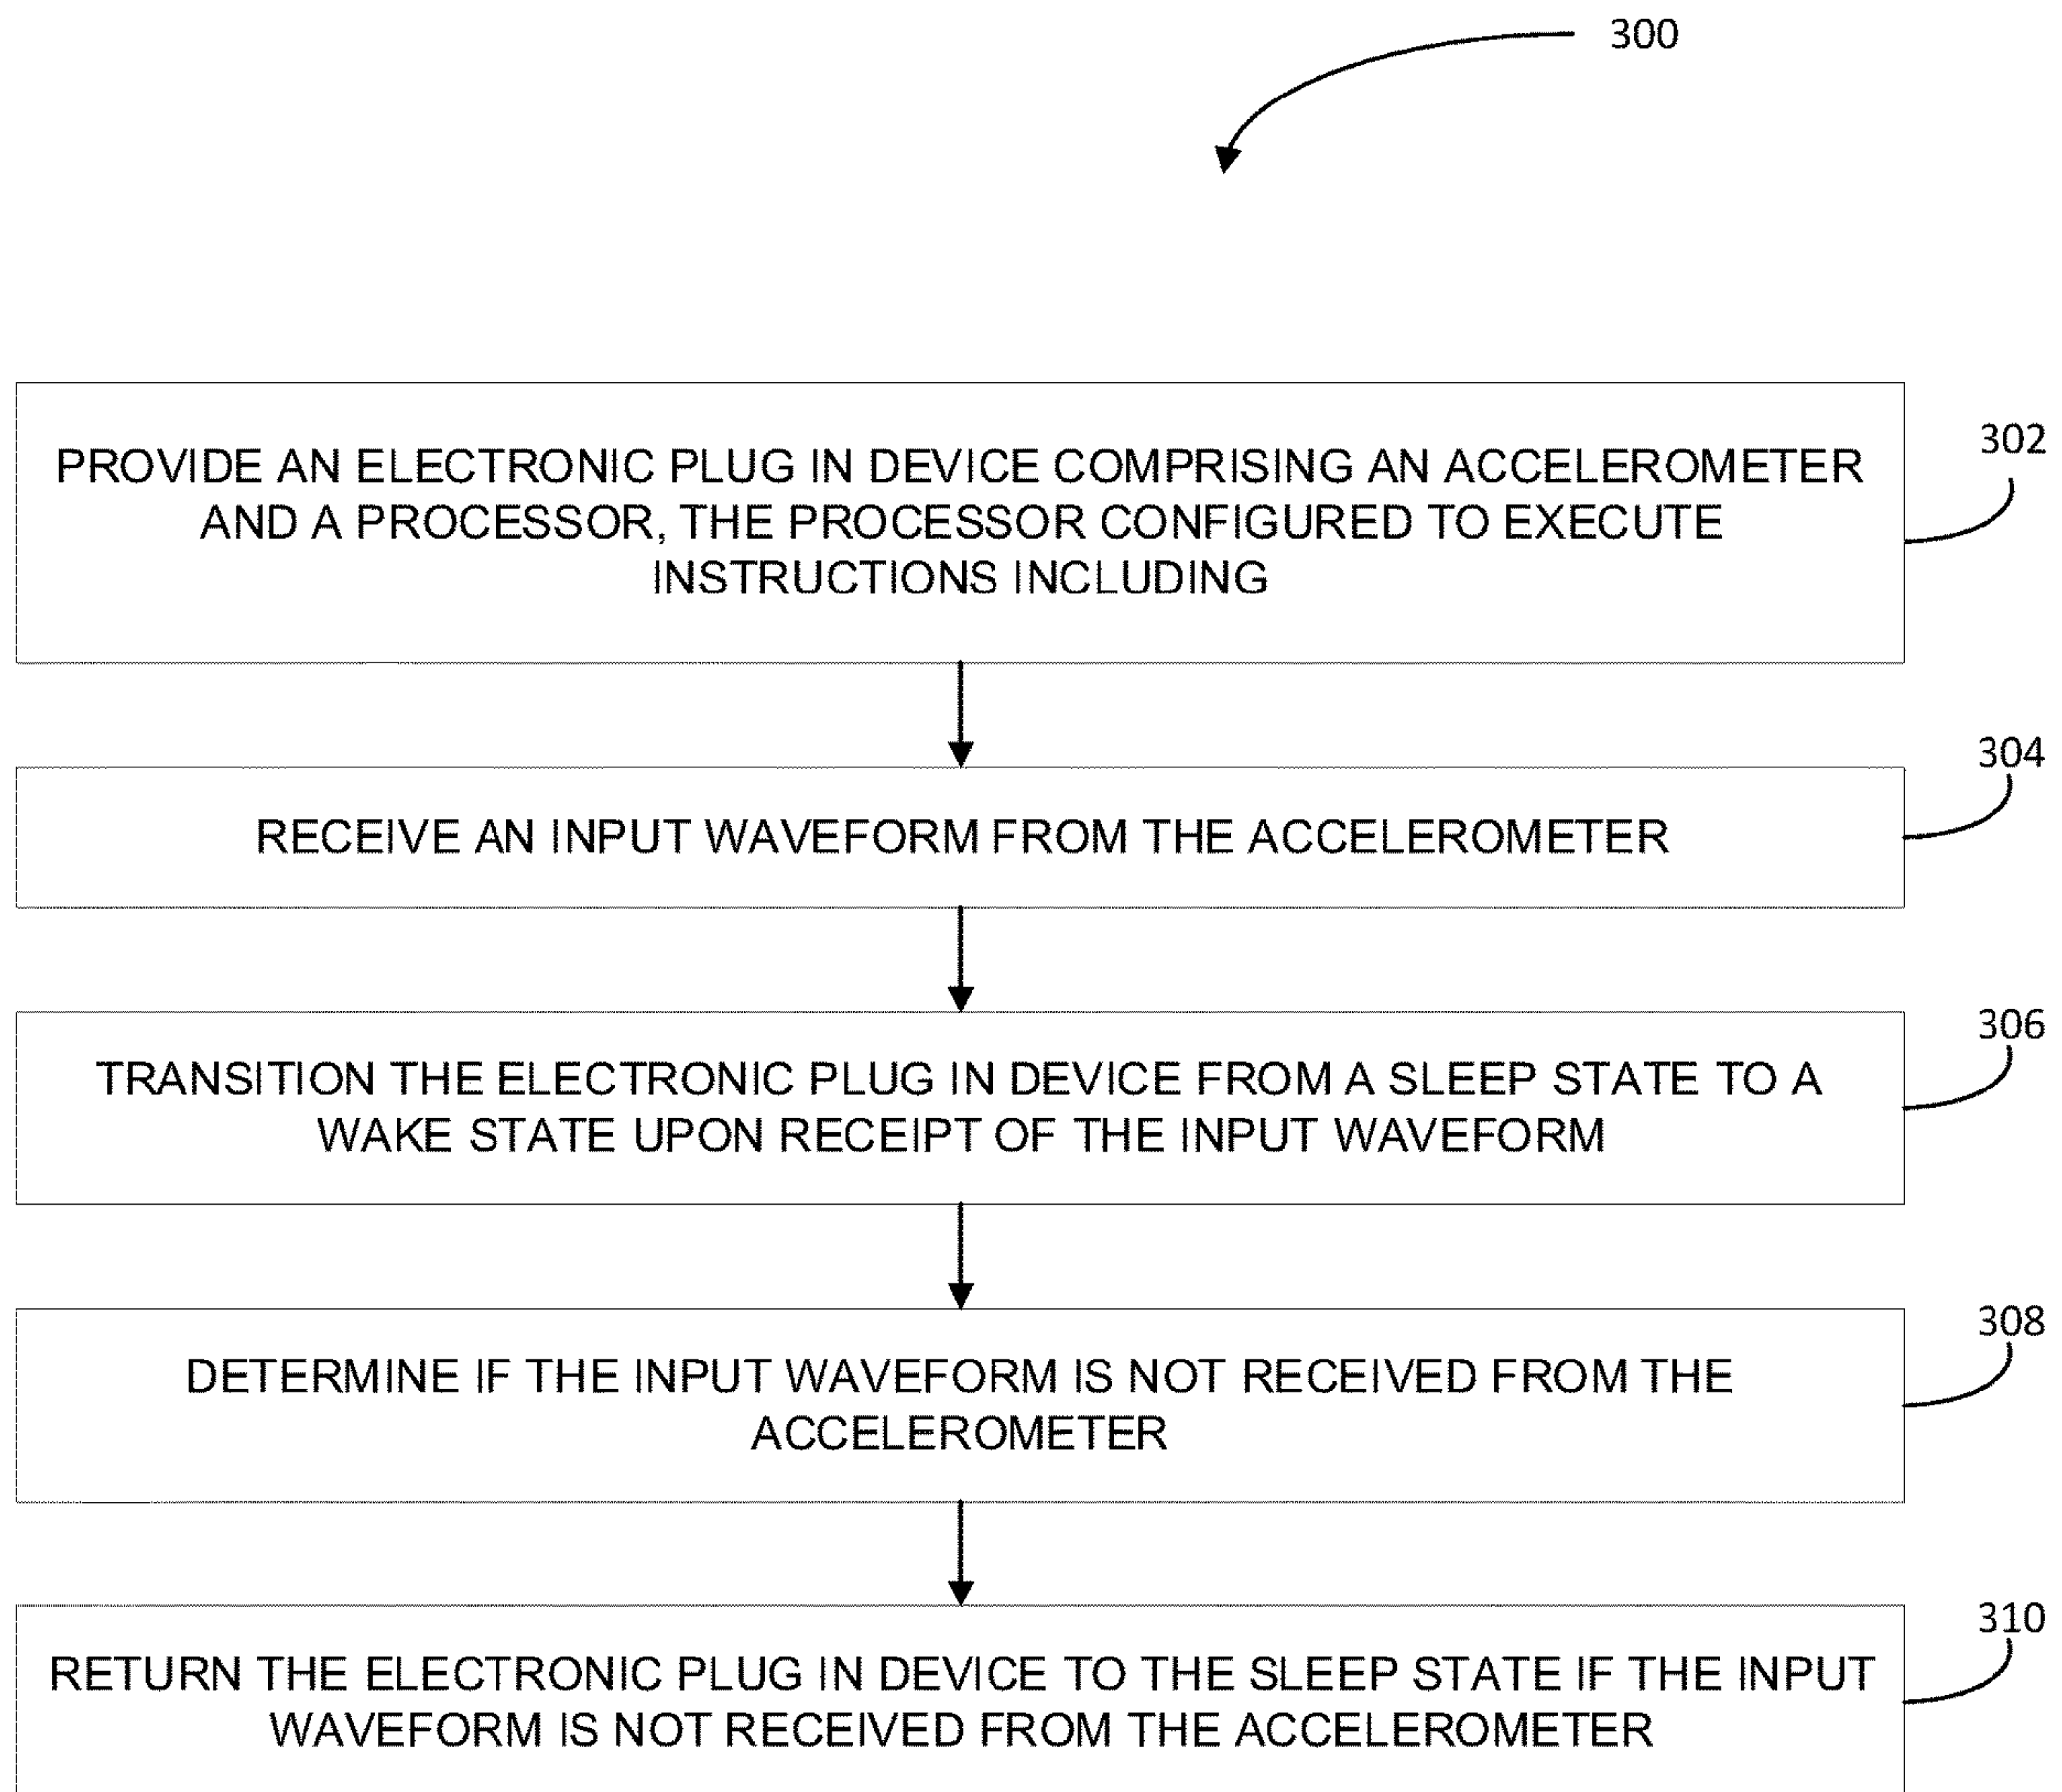 300
PROVIDE AN ELECTRONIC PLUG IN DEVICE COMPRISING AN ACCELEROMETER
AND A PROCESSOR, THE PROCESSOR CONFIGURED TO EXECUTE
INSTRUCTIONS INCLUDING
302
RECEIVE AN INPUT WAVEFORM FROM THE ACCELEROMETER
304
TRANSITION THE ELECTRONIC PLUG IN DEVICE FROM A SLEEP STATE TO A
WAKE STATE UPON RECEIPT OF THE INPUT WAVEFORM
306
DETERMINE IF THE INPUT WAVEFORM IS NOT RECEIVED FROM THE
ACCELEROMETER
308
RETURN THE ELECTRONIC PLUG IN DEVICE TO THE SLEEP STATE IF THE INPUT
WAVEFORM IS NOT RECEIVED FROM THE ACCELEROMETER
310